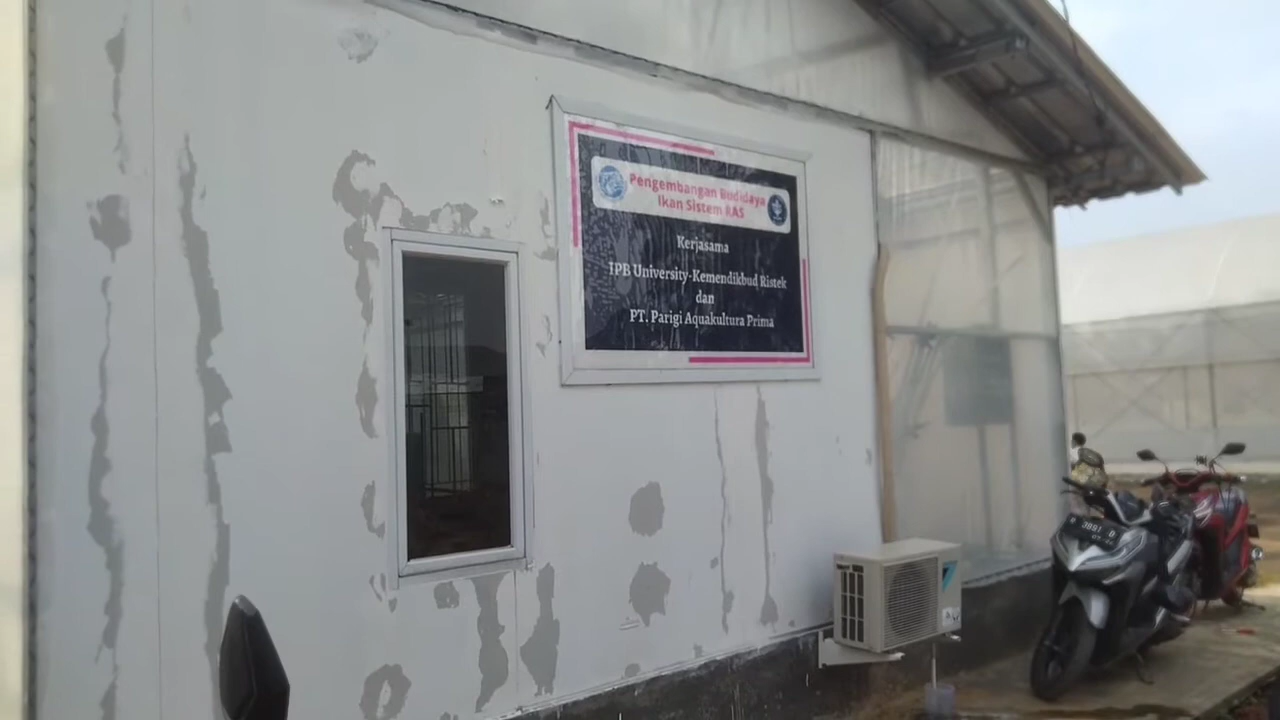 Pengembangan Budidaya
Ikan Sistem RAS
Kerjasama
IPB University-Kemendikbud Ristek
dan
PT. Parigi Aquakultura Prima